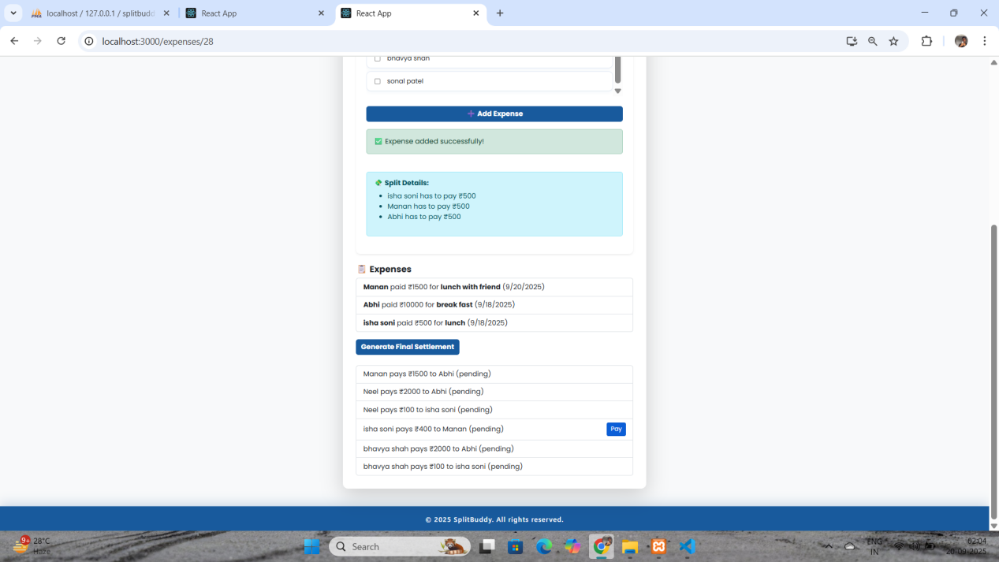 localhost / 127.0.0.1 / splitbudd
React App
React App
localhost:3000/expenses/28
bhavya shah
sonal patel
➕ Add Expense
✅ Expense added successfully!
Split Details:
isha soni has to pay ₹500
Manan has to pay ₹500
Abhi has to pay ₹500
Expenses
Manan paid ₹1500 for lunch with friend (9/20/2025)
Abhi paid ₹10000 for break fast (9/18/2025)
isha soni paid ₹500 for lunch (9/18/2025)
Generate Final Settlement
Manan pays ₹1500 to Abhi (pending)
Neel pays ₹2000 to Abhi (pending)
Neel pays ₹100 to isha soni (pending)
isha soni pays ₹400 to Manan (pending) Pay
bhavya shah pays ₹2000 to Abhi (pending)
bhavya shah pays ₹100 to isha soni (pending)
© 2025 SplitBuddy. All rights reserved.
9+
28°C
Haze
Search
ENG
IN
02:04
20-09-2025